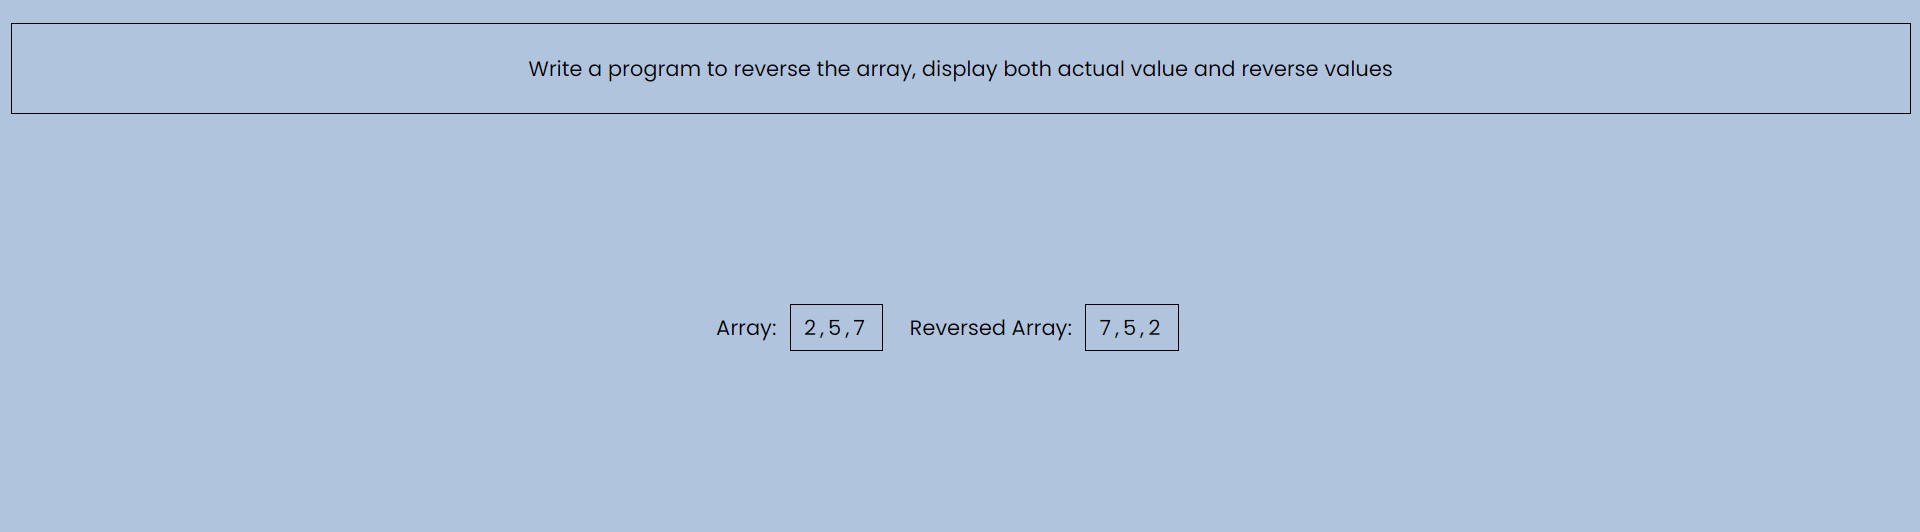 Write a program to reverse the array, display both actual value and reverse values
Array: 2,5,7 Reversed Array: 7,5,2